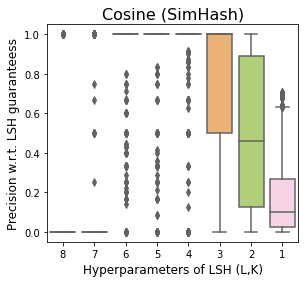 Cosine (SimHash)
Precision w.r.t. LSH guaranteess
1.0
0.8
0.6
0.4
0.2
0.0
8 7 6 5 4 3 2 1
Hyperparameters of LSH (L,K)